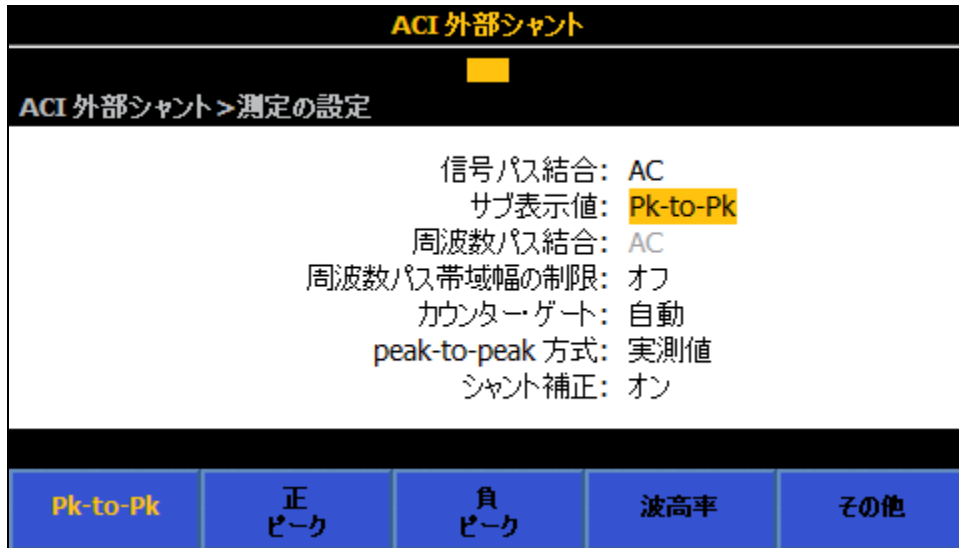 ACI 外部シャント
ACI 外部シャント>測定の設定
信号パス結合: AC
サブ表示値: Pk-to-Pk
周波数パス結合: AC
周波数パス帯域幅の制限: オフ
カウンター・ゲート: 自動
peak-to-peak 方式: 実測値
シャント補正: オン
Pk-to-Pk
正
ピーク
負
ピーク
波高率
その他